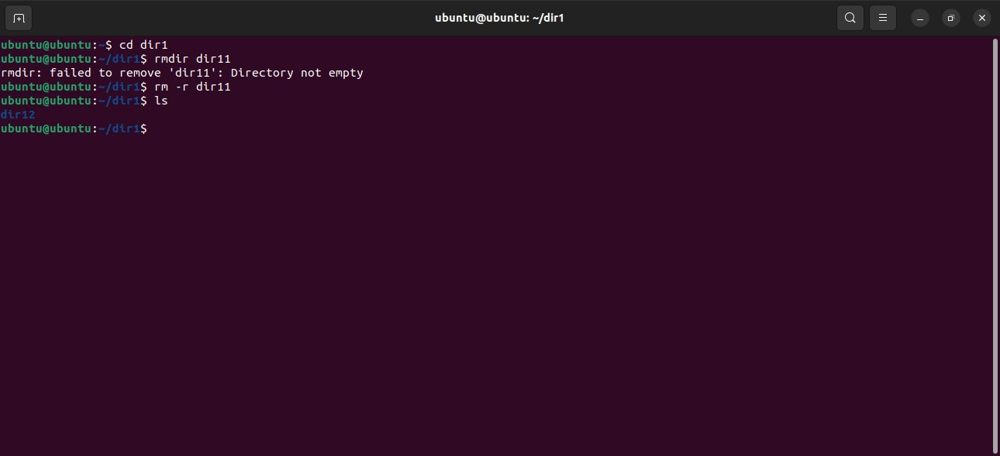 ubuntu@ubuntu: ~/dir1
ubuntu@ubuntu:~$ cd dir1
ubuntu@ubuntu:~/dir1$ rmdir dir11
rmdir: failed to remove 'dir11': Directory not empty
ubuntu@ubuntu:~/dir1$ rm -r dir11
ubuntu@ubuntu:~/dir1$ ls
dir12
ubuntu@ubuntu:~/dir1$